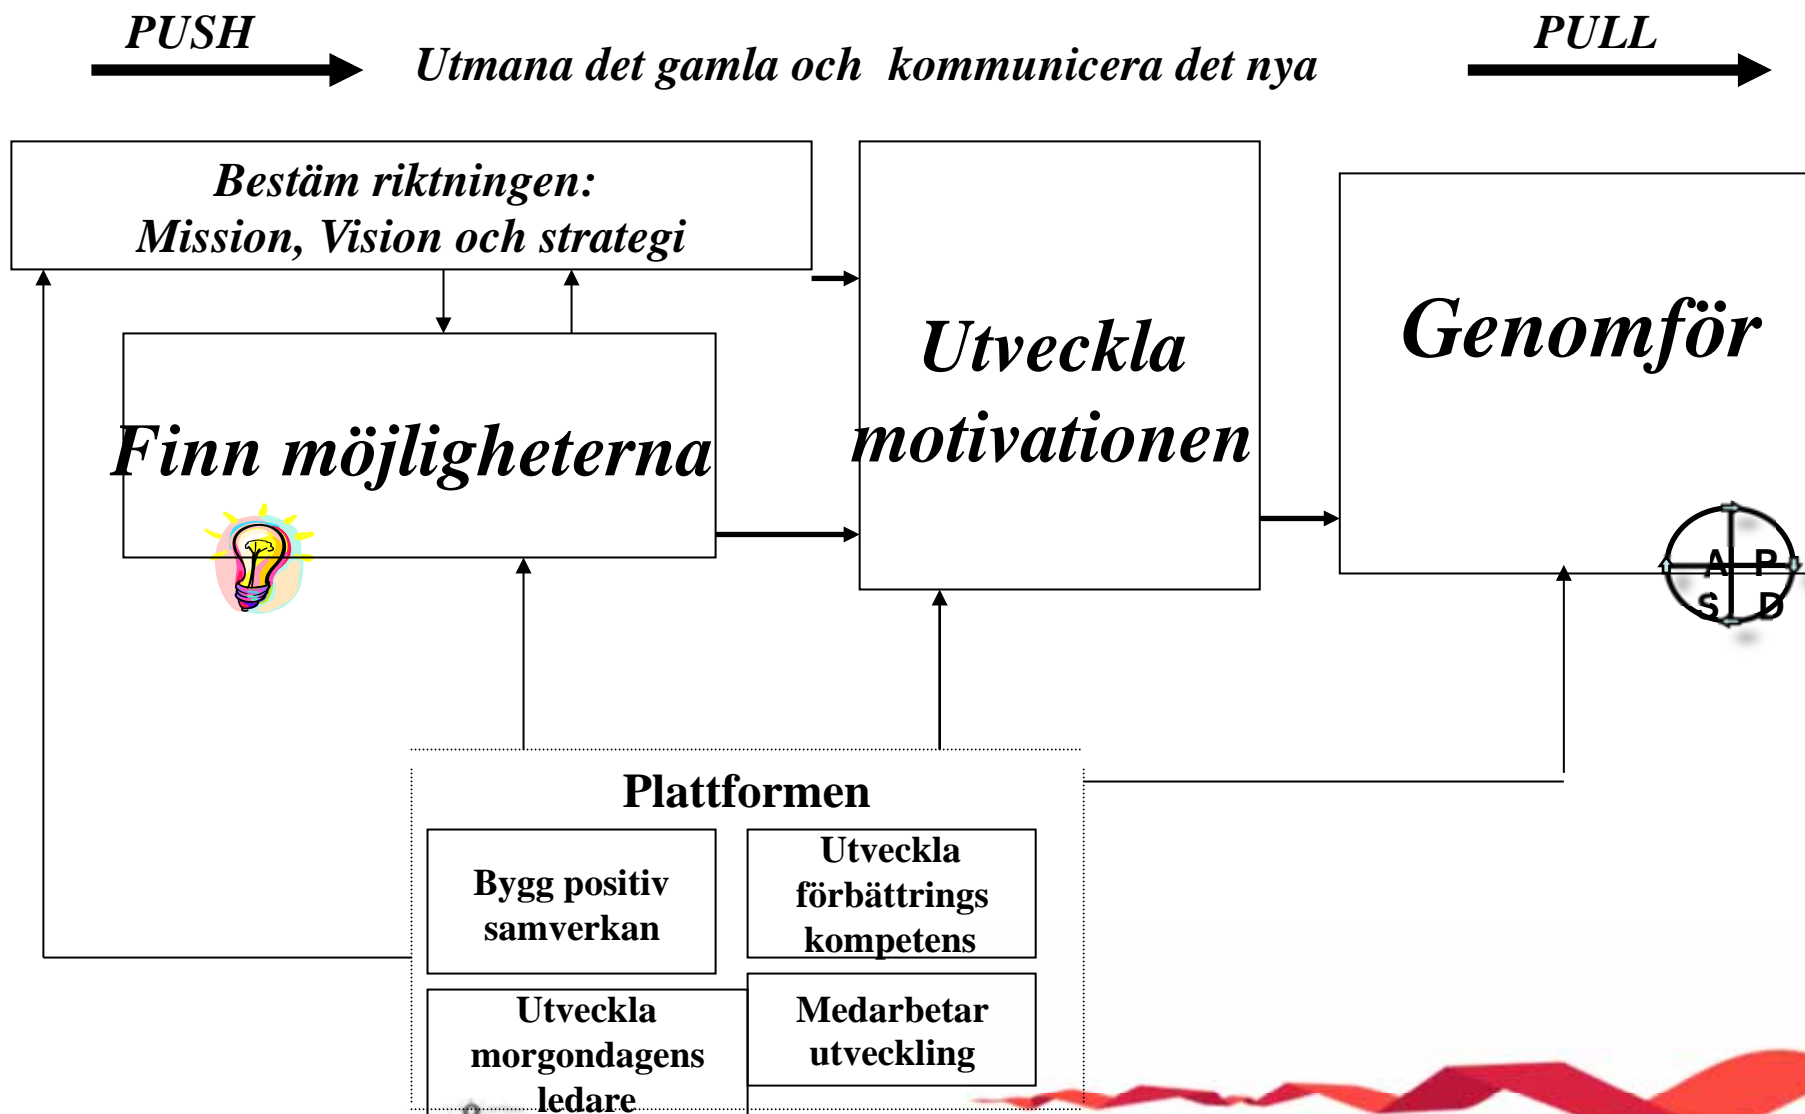 PUSH
Utmana det gamla och kommunicera det nya
PULL
Bestäm riktningen:
Mission, Vision och strategi
Finn möjligheterna
Utveckla
motivationen
Genomför
A P
S D
Plattformen
Bygg positiv
samverkan
Utveckla
förbättrings
kompetens
Utveckla
morgondagens
ledare
Medarbetar
utveckling